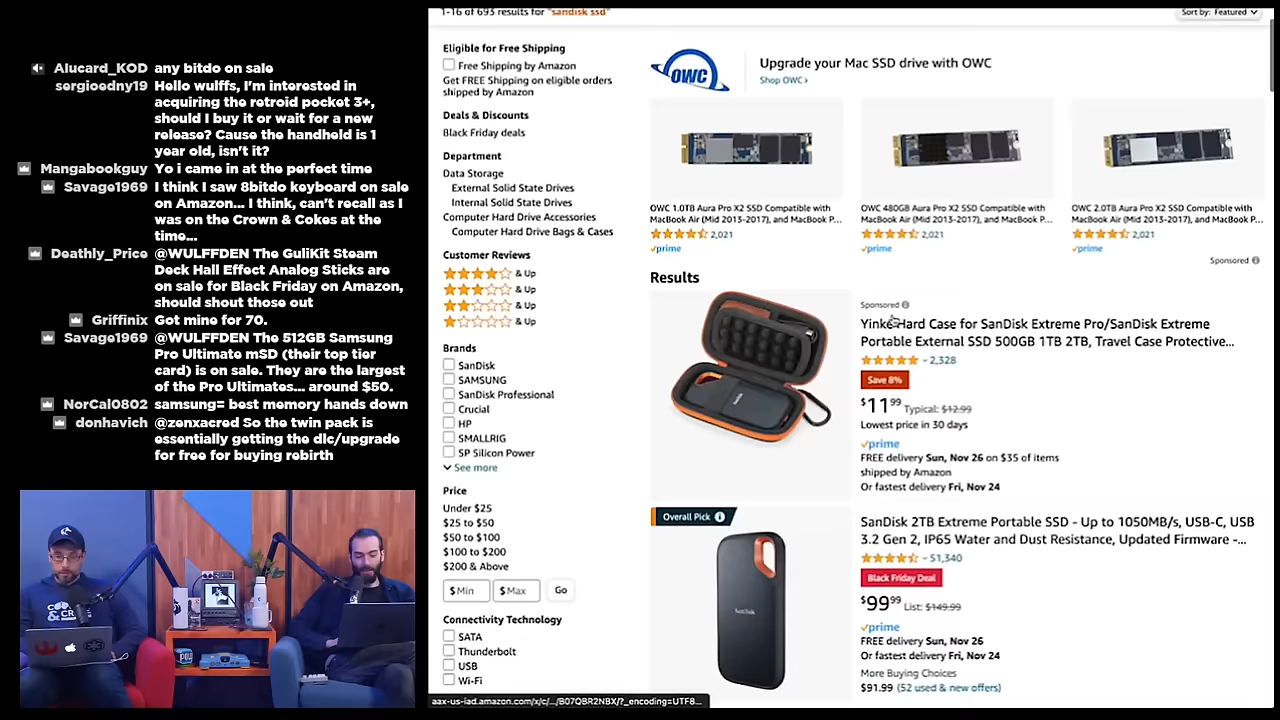 Alucard_KOD any bitdo on sale
seperrodny19 Hello wulffs, I'm interested in
acquiring the retroid pocket 3+,
should I buy it or wait for a new
release? Cause the handheld is 1
year old, isn't it?
Mangabookguy Yo i came in at the perfect time
Savage1969 I think I saw 8bitdo keyboard on sale
on Amazon... I think, can't recall as I
was on the Crown & Cokes at the
time...
Deathly_Price @WULFFDEN The GuliKit Steam
Deck Hall Effect Analog Sticks are
on sale for Black Friday on Amazon,
should shout those out
Griffinix Got mine for 70.
Savage1969 @WULFFDEN The 512GB Samsung
Pro Ultimate mSD (their top tier
card) is on sale. They are the largest
of the Pro Ultimates... around $50.
NorCal0802 samsung= best memory hands down
donhavich @zamacree1 So the twin pack is
essentially getting the dlc/upgrade
for free for buying rebirth
1-16 of 693 results for "sandisk ssd"
Sort by: Featured
Eligible for Free Shipping
Free Shipping by Amazon
Get FREE Shipping on eligible orders
shipped by Amazon
Deals & Discounts
Black Friday deals
Department
Data Storage
External Solid State Drives
Internal Solid State Drives
Computer Hard Drive Accessories
Computer Hard Drive Bags & Cases
Customer Reviews
& Up
& Up
& Up
& Up
Brands
SanDisk
SAMSUNG
SanDisk Professional
Crucial
HP
SMALLRIG
SP Silicon Power
See more
Price
Under $25
$25 to $50
$50 to $100
$100 to $200
$200 & Above
$ Min $ Max Go
Connectivity Technology
SATA
Thunderbolt
USB
Wi-Fi
OWC
Upgrade your Mac SSD drive with OWC
Shop OWC ›
OWC 1.0TB Aura Pro X2 SSD Compatible with
MacBook Air (Mid 2013-2017), and MacBook P...
2,021
prime
OWC 480GB Aura Pro X2 SSD Compatible with
MacBook Air (Mid 2013-2017), and MacBook P...
2,021
prime
OWC 2.0TB Aura Pro X2 SSD Compatible with
MacBook Air (Mid 2013-2017), and MacBook P...
2,021
prime
Sponsored
Results
Sponsored
Yinke Hard Case for SanDisk Extreme Pro/SanDisk Extreme
Portable External SSD 500GB 1TB 2TB, Travel Case Protective...
2,328
Save 8%
$11 99 Typical: $12.99
Lowest price in 30 days
prime
FREE delivery Sun, Nov 26 on $35 of items
shipped by Amazon
Or fastest delivery Fri, Nov 24
Overall Pick
SanDisk
SanDisk 2TB Extreme Portable SSD - Up to 1050MB/s, USB-C, USB
3.2 Gen 2, IP65 Water and Dust Resistance, Updated Firmware -...
51,340
Black Friday Deal
$99 99 List: $149.99
prime
FREE delivery Sun, Nov 26
Or fastest delivery Fri, Nov 24
More Buying Choices
$91.99 (52 used & new offers)
aax-us-iad.amazon.com/x/c/.../B07QBR2NBX/?_encoding=UTF8...